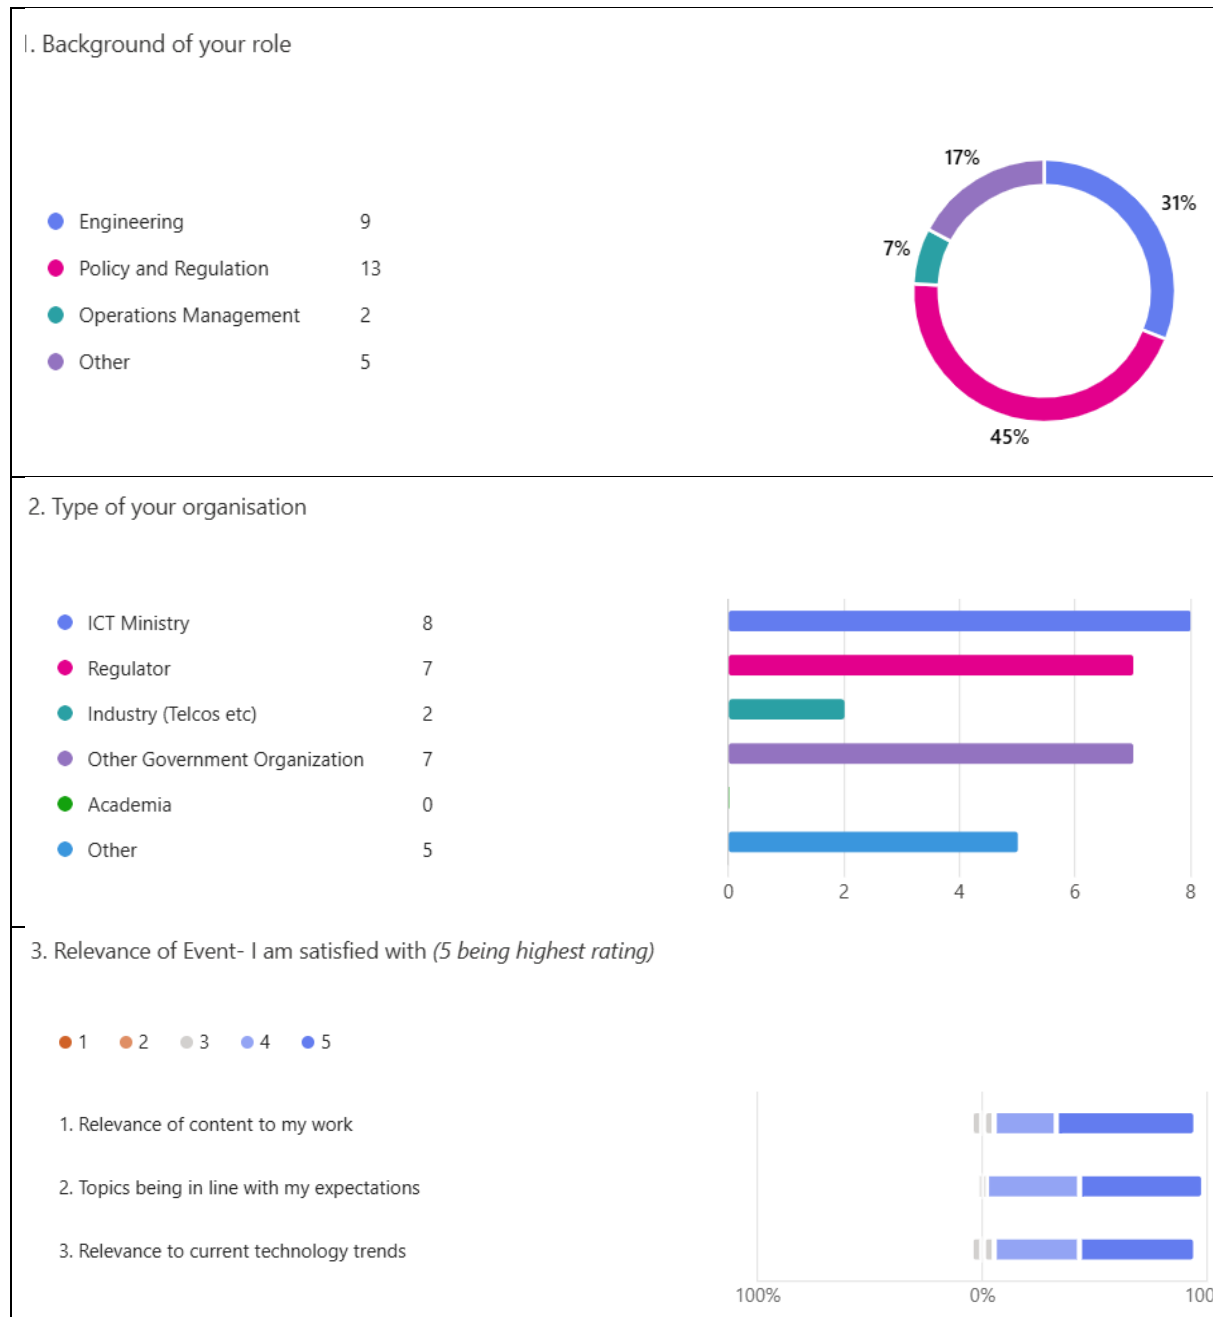 1. Background of your role
17%
31%
7%
45%
Engineering 9
Policy and Regulation 13
Operations Management 2
Other 5
2. Type of your organisation
ICT Ministry 8
Regulator 7
Industry (Telcos etc) 2
Other Government Organization 7
Academia 0
Other 5
0 2 4 6 8
3. Relevance of Event- I am satisfied with (5 being highest rating)
1 2 3 4 5
1. Relevance of content to my work
2. Topics being in line with my expectations
3. Relevance to current technology trends
100% 0% 100